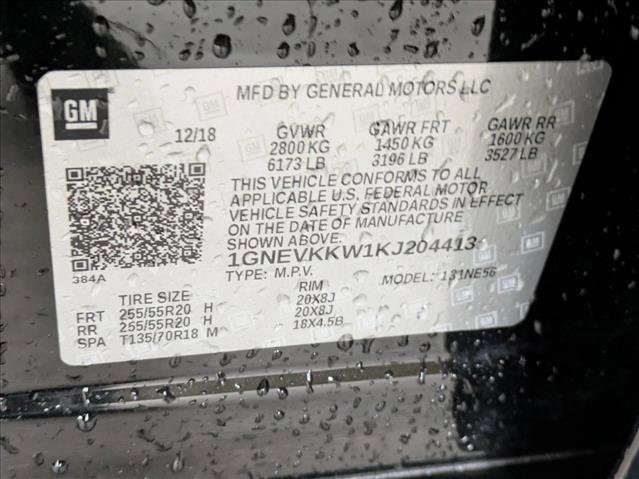 GM
MFD BY GENERAL MOTORS LLC
12/18 GVWR GAWR FRT GAWR RR
2800 KG 1450 KG 1600 KG
6173 LB 3196 LB 3527 LB
THIS VEHICLE CONFORMS TO ALL
APPLICABLE U.S. FEDERAL MOTOR
VEHICLE SAFETY STANDARDS IN EFFECT
ON THE DATE OF MANUFACTURE
SHOWN ABOVE.
1GNEVKKW1KJ204413
384A TYPE: M.P.V. MODEL: 131NE56
TIRE SIZE RIM
FRT 255/55R20 H 20X8J
RR 255/55R20 H 20X8J
SPA T135/70R18 M 18X4.5B